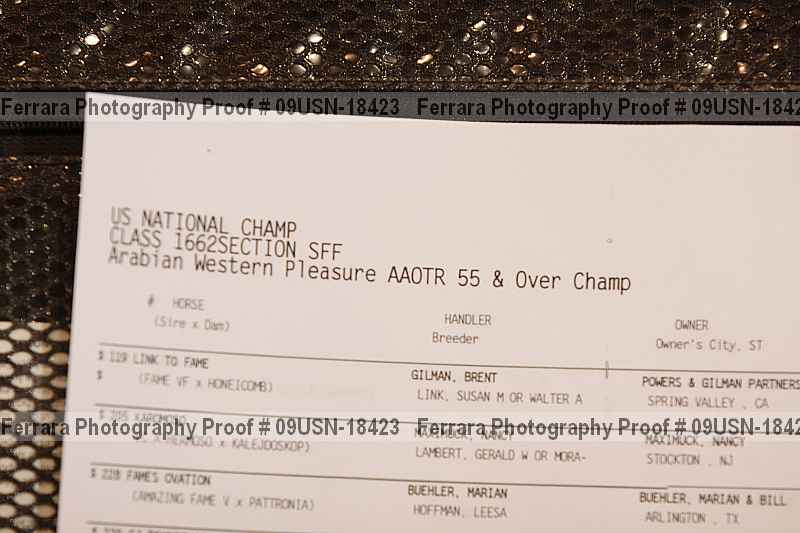 Ferrara Photography Proof # 09USN-18423 Ferrara Photography Proof # 09USN-1842
US NATIONAL CHAMP
CLASS 1662SECTION SFF
Arabian Western Pleasure AAOTR 55 & Over Champ
# HORSE HANDLER OWNER
(Sire x Dam) Breeder Owner's City, ST
$ 129 LINK TO FAME GILMAN, BRENT POWERS & GILMAN PARTNERS
$ (FAME VF x HONEICOMB) LINK, SUSAN M OR WALTER A SPRING VALLEY , CA
Ferrara Photography Proof # 09USN-18423 Ferrara Photography Proof # 09USN-1842
MAXIMUCK, NANCY MAXIMUCK, NANCY
x KALEJDOSKOP) LAMBERT, GERALD W OR MORA- STOCKTON , NJ
$ 228 FAMES OVATION BUEHLER, MARIAN BUEHLER, MARIAN & BILL
(AMAZING FAME V x PATTRONIA) HOFFMAN, LEESA ARLINGTON , TX